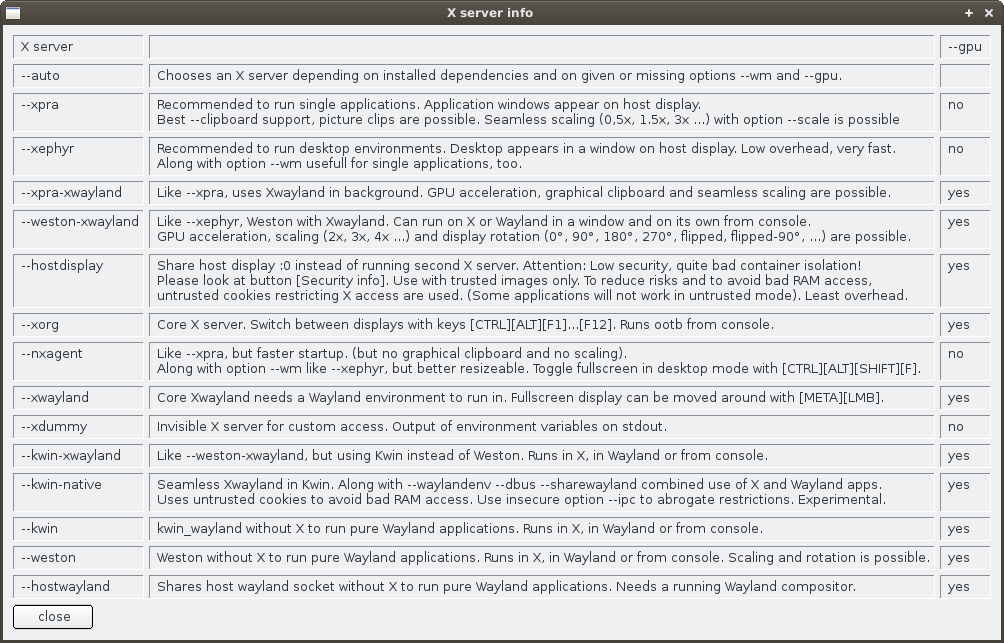 X server info
X server --gpu
--auto Chooses an X server depending on installed dependencies and on given or missing options --wm and --gpu.
--xpra Recommended to run single applications. Application windows appear on host display. no
Best --clipboard support, picture clips are possible. Seamless scaling (0,5x, 1.5x, 3x ...) with option --scale is possible
--xephyr Recommended to run desktop environments. Desktop appears in a window on host display. Low overhead, very fast. no
Along with option --wm usefull for single applications, too.
--xpra-xwayland Like --xpra, uses Xwayland in background. GPU acceleration, graphical clipboard and seamless scaling are possible. yes
--weston-xwayland Like --xephyr, Weston with Xwayland. Can run on X or Wayland in a window and on its own from console. yes
GPU acceleration, scaling (2x, 3x, 4x ...) and display rotation (0°, 90°, 180°, 270°, flipped, flipped-90°, ...) are possible.
--hostdisplay Share host display :0 instead of running second X server. Attention: Low security, quite bad container isolation! yes
Please look at button [Security info]. Use with trusted images only. To reduce risks and to avoid bad RAM access,
untrusted cookies restricting X access are used. (Some applications will not work in untrusted mode). Least overhead.
--xorg Core X server. Switch between displays with keys [CTRL][ALT][F1]...[F12]. Runs ootb from console. yes
--nxagent Like --xpra, but faster startup. (but no graphical clipboard and no scaling). no
Along with option --wm like --xephyr, but better resizeable. Toggle fullscreen in desktop mode with [CTRL][ALT][SHIFT][F].
--xwayland Core Xwayland needs a Wayland environment to run in. Fullscreen display can be moved around with [META][LMB]. yes
--xdummy Invisible X server for custom access. Output of environment variables on stdout. no
--kwin-xwayland Like --weston-xwayland, but using Kwin instead of Weston. Runs in X, in Wayland or from console. yes
--kwin-native Seamless Xwayland in Kwin. Along with --waylandenv --dbus --sharewayland combined use of X and Wayland apps. yes
Uses untrusted cookies to avoid bad RAM access. Use insecure option --ipc to abrogate restrictions. Experimental.
--kwin kwin_wayland without X to run pure Wayland applications. Runs in X, in Wayland or from console. yes
--weston Weston without X to run pure Wayland applications. Runs in X, in Wayland or from console. Scaling and rotation is possible. yes
--hostwayland Shares host wayland socket without X to run pure Wayland applications. Needs a running Wayland compositor. yes
close